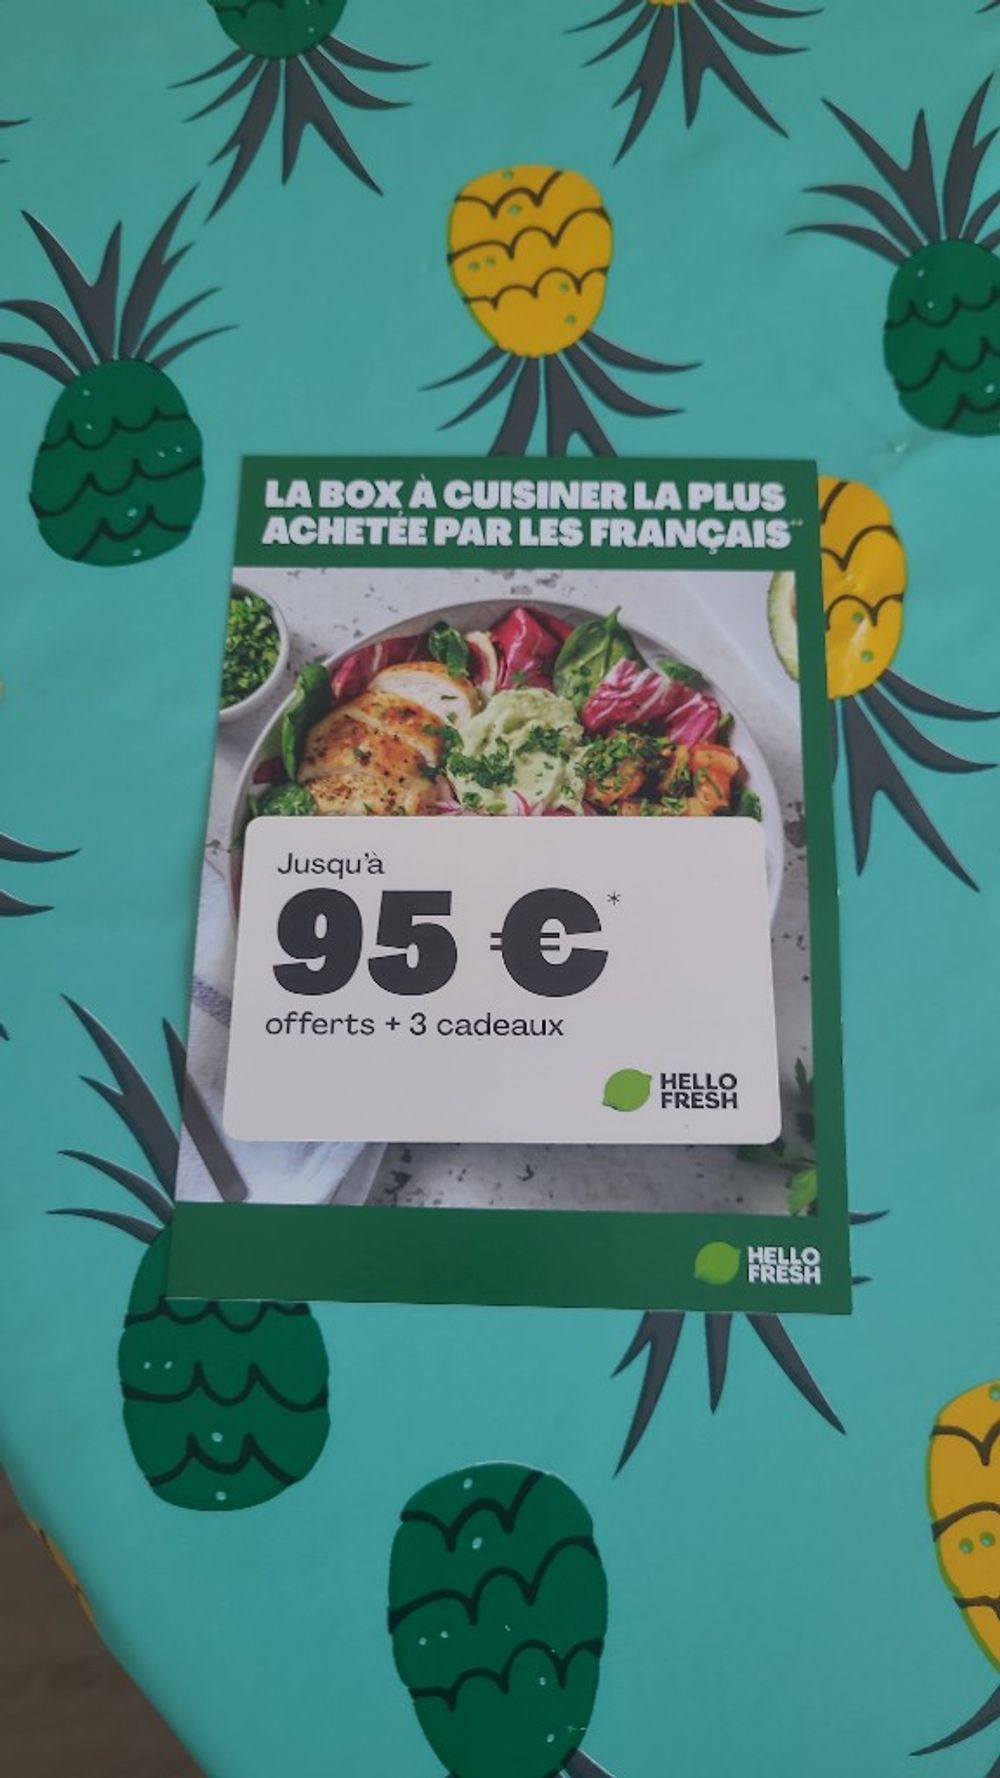 LA BOX À CUISINER LA PLUS
ACHETÉE PAR LES FRANÇAIS**
Jusqu'à
95 €*
offerts + 3 cadeaux
HELLO
FRESH
HELLO
FRESH